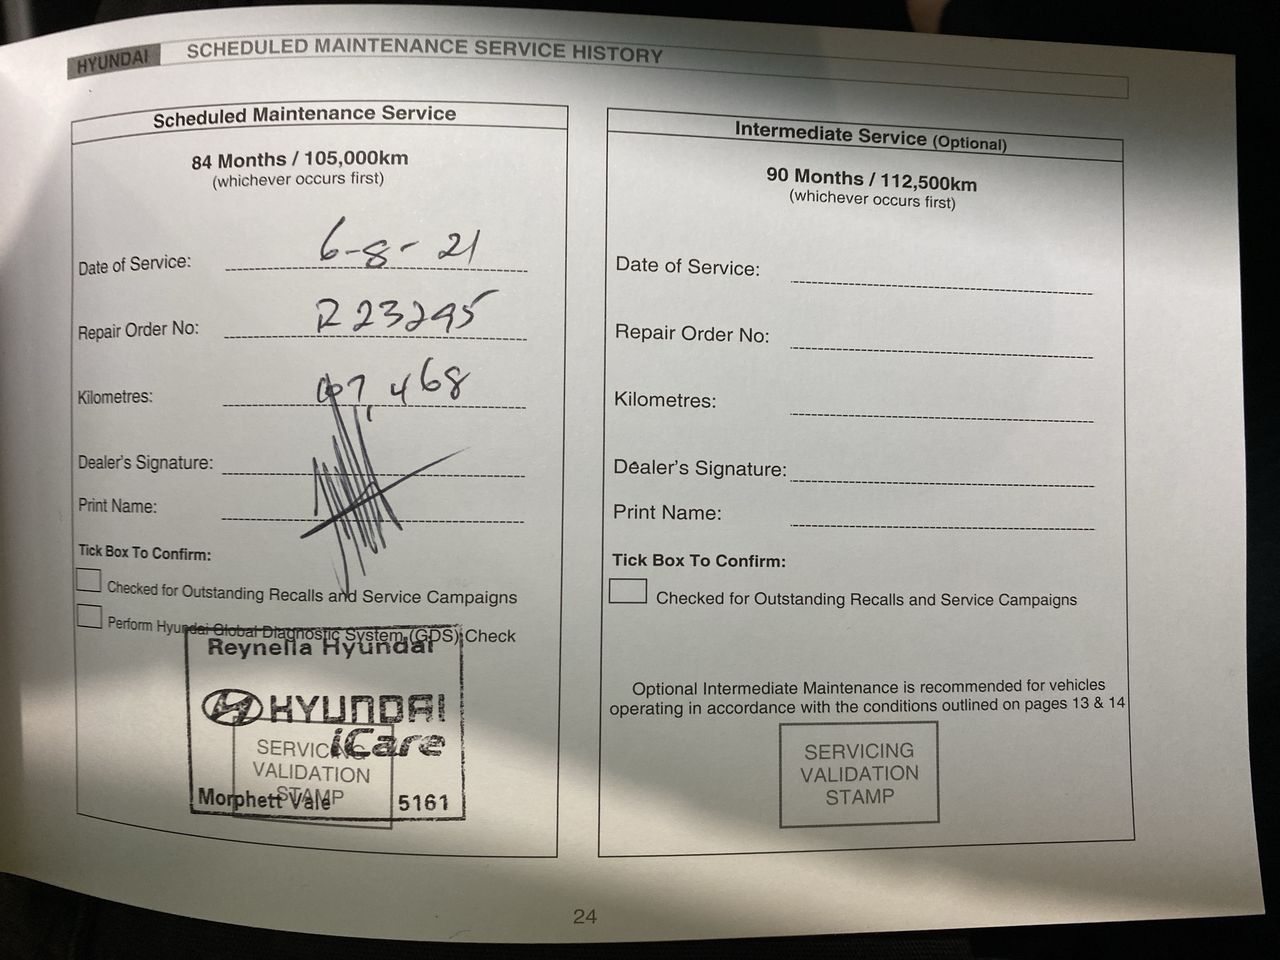 HYUNDAI
SCHEDULED MAINTENANCE SERVICE HISTORY
Scheduled Maintenance Service
84 Months / 105,000km
(whichever occurs first)
Date of Service: 6-8-21
Repair Order No: R23295
Kilometres: 107,468
Dealer's Signature:
Print Name:
Tick Box To Confirm:
Checked for Outstanding Recalls and Service Campaigns
Perform Hyundai Global Diagnostic System (GDS) Check
Reynella Hyundai
HYUNDAI
iCare
SERVICING
VALIDATION
STAMP
Morphett Vale 5161
Intermediate Service (Optional)
90 Months / 112,500km
(whichever occurs first)
Date of Service:
Repair Order No:
Kilometres:
Dealer's Signature:
Print Name:
Tick Box To Confirm:
Checked for Outstanding Recalls and Service Campaigns
Optional Intermediate Maintenance is recommended for vehicles
operating in accordance with the conditions outlined on pages 13 & 14
SERVICING
VALIDATION
STAMP
24